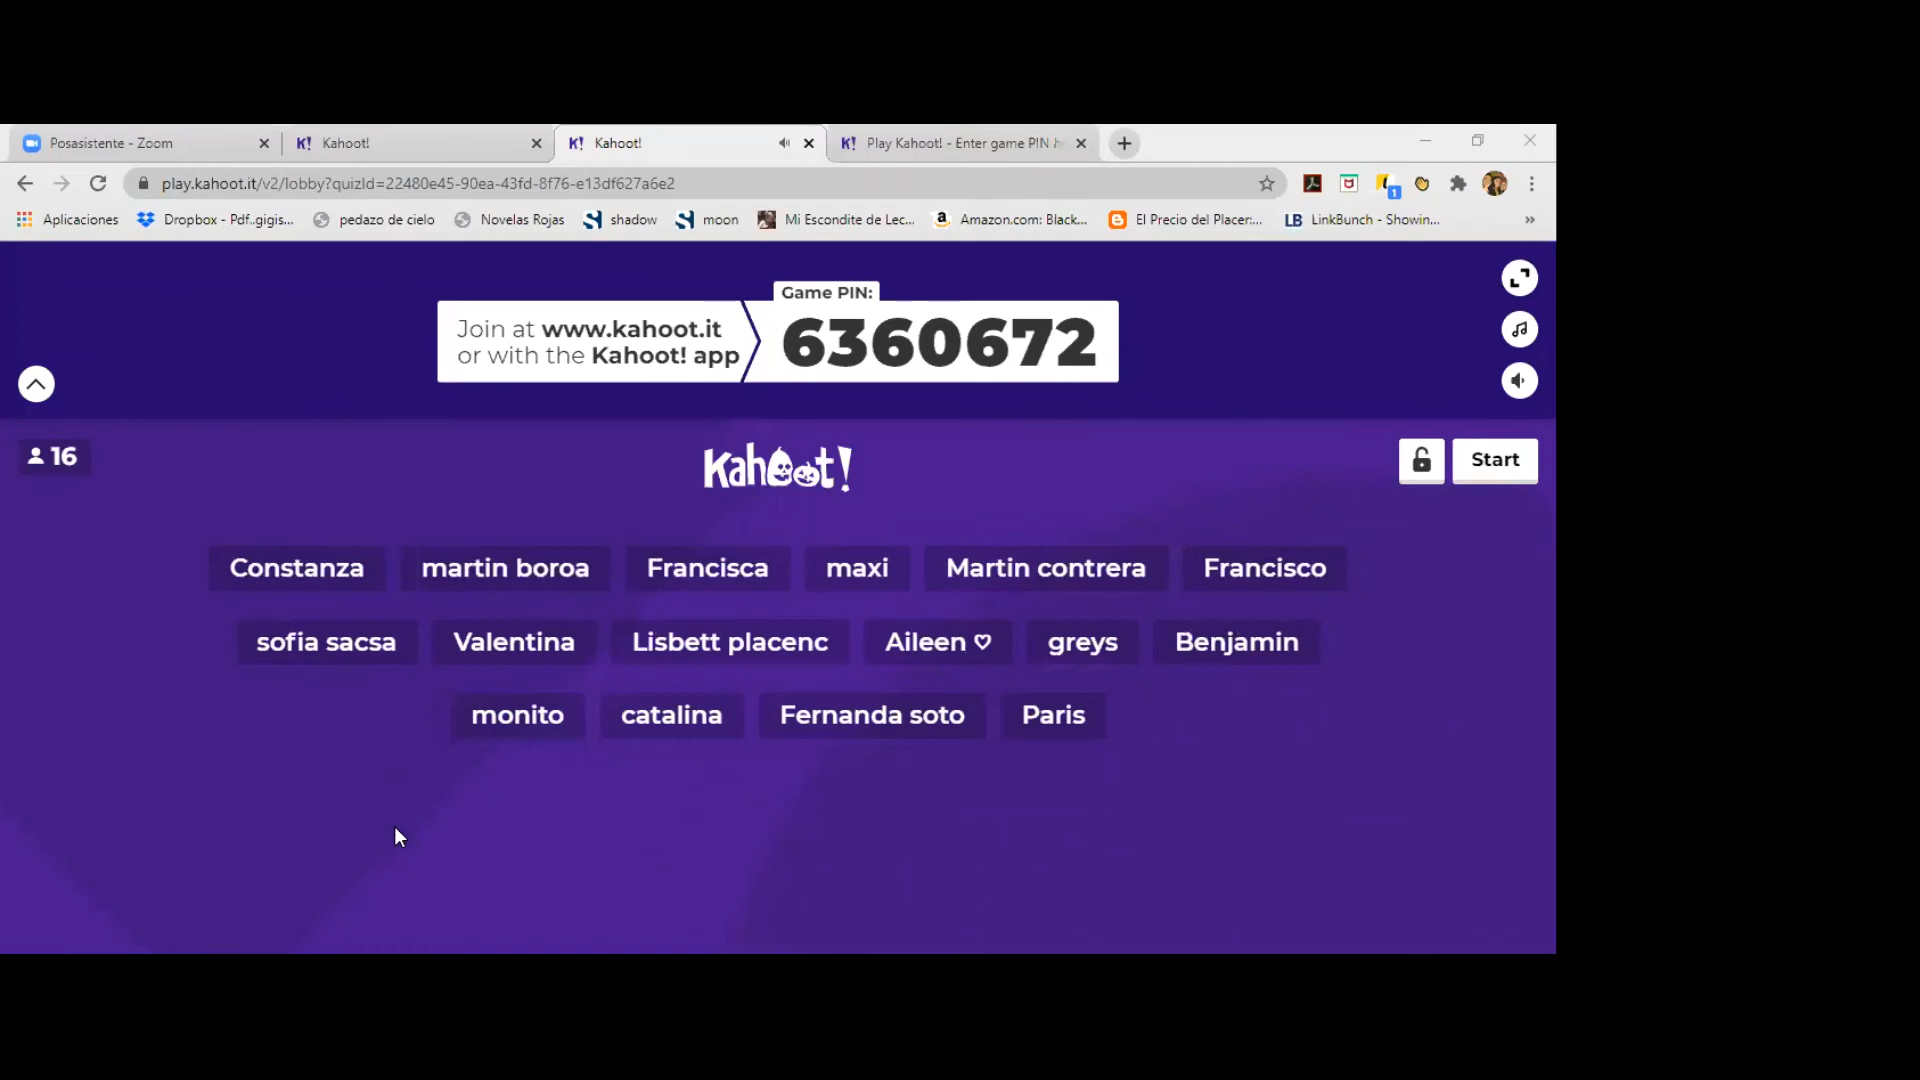 Posasistente - Zoom Kahoot! Kahoot! Play Kahoot! - Enter game PIN
play.kahoot.it/v2/lobby?quizId=22480e45-90ea-43fd-8f76-e13df627a6e2
1
Aplicaciones Dropbox - Pdf..gigis... pedazo de cielo Novelas Rojas shadow moon Mi Escondite de Lec... Amazon.com: Black... El Precio del Placer:... LB LinkBunch - Showin... »
Game PIN:
Join at www.kahoot.it
or with the Kahoot! app
6360672
16
Kahoot!
Start
Constanza martin boroa Francisca maxi Martin contrera Francisco
sofia sacsa Valentina Lisbett placenc Aileen ♡ greys Benjamin
monito catalina Fernanda soto Paris